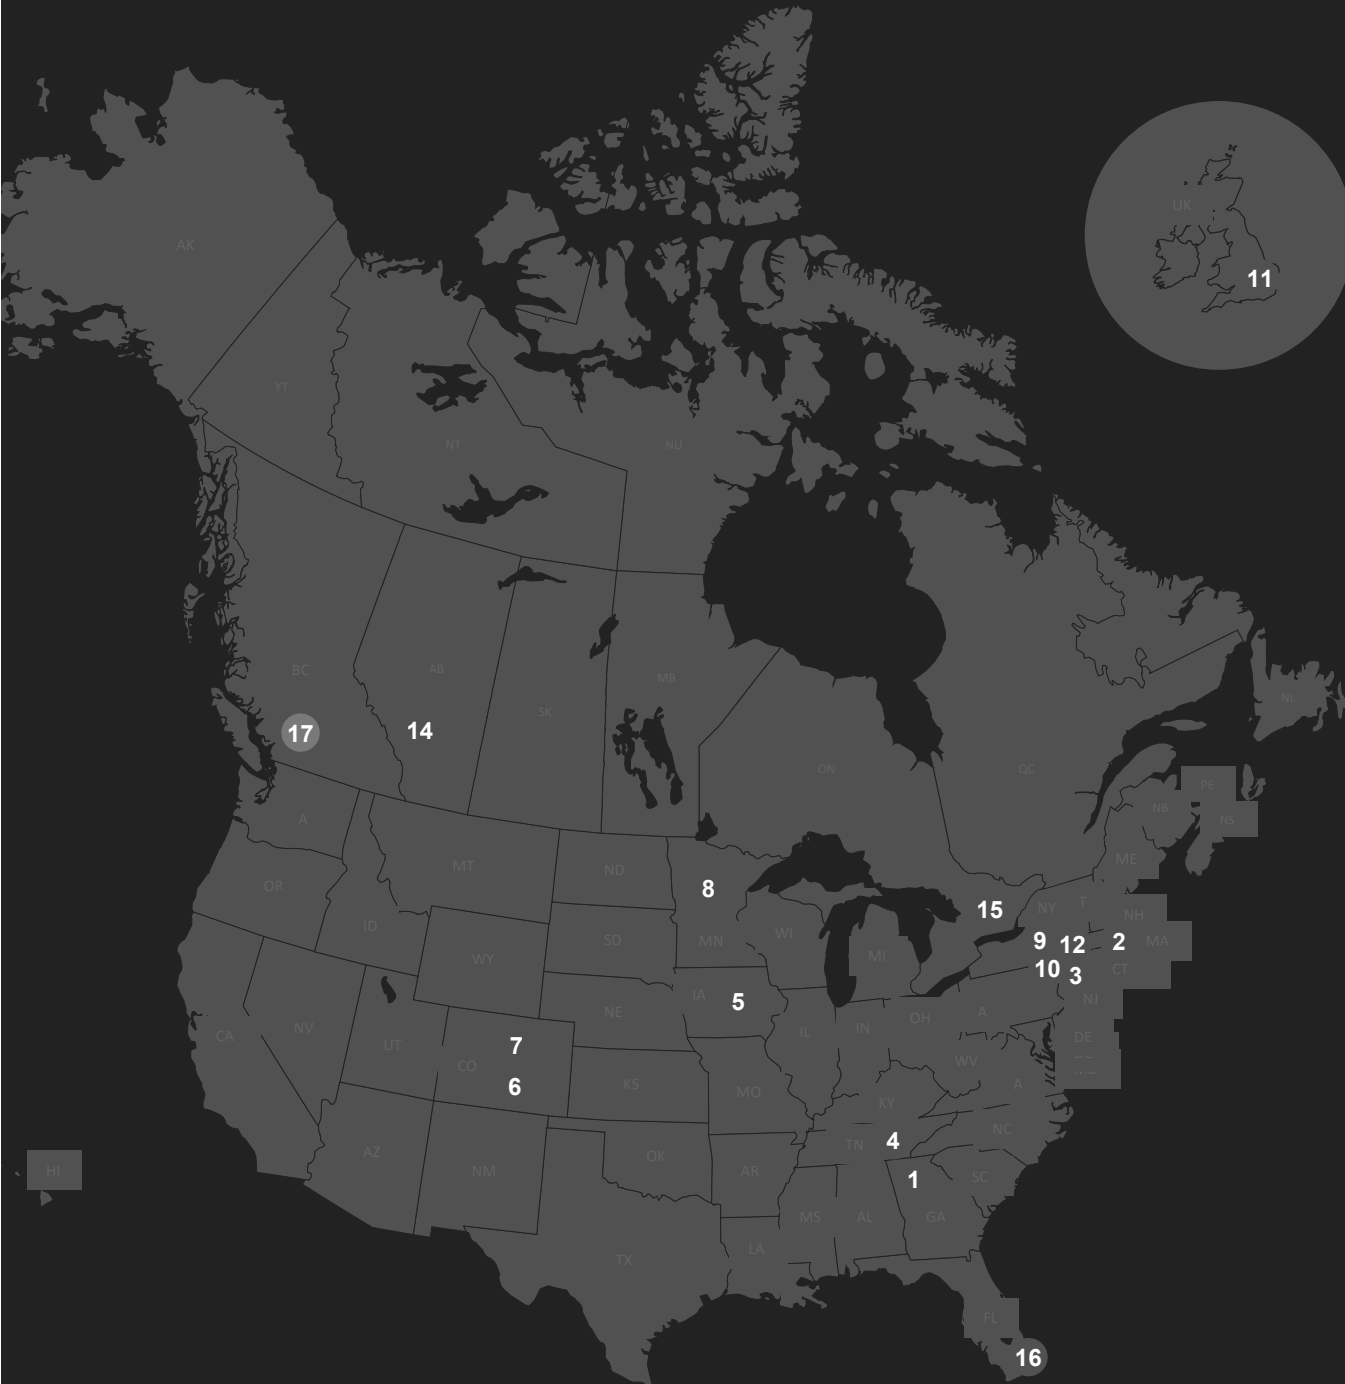 AK
UK
11
YT
NT
NU
BC
AB
MB
SK
NL
17
14
ON
QC
PE
NB
NS
A
MT
ND
ME
OR
8
ID
15
NY
T
NH
WI
SD
MN
9
12
2
MA
WY
MI
10
3
CT
IA
5
NE
NJ
CA
NV
UT
IL
IN
OH
A
7
CO
6
DE
KS
MO
WV
A
KY
HI
AZ
NM
OK
AR
TN
4
NC
1
SC
TX
LA
MS
AL
GA
FL
16